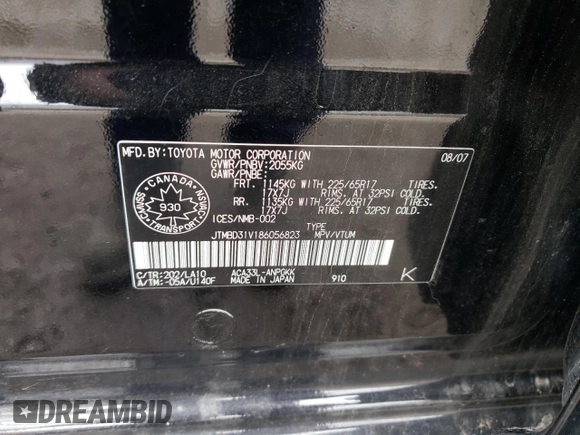 MFD. BY: TOYOTA MOTOR CORPORATION 08/07
GVWR/PNBV: 2055KG
GAWR/PNBE:
FRT. 1145KG WITH 225/65R17 TIRES.
17X7J RIMS. AT 32PSI COLD.
RR. 1135KG WITH 225/65R17 TIRES.
17X7J RIMS. AT 32PSI COLD.
ICES/NMB-002
CANADA
CMVSS NSVAC
930
TRANSPORT
TYPE
JTMBD31V186056823 MPV/VTUM
C/TR: 202/LA10 ACA33L-ANPGKK
A/TM: -05A/U140F MADE IN JAPAN 910 K
DREAMBID